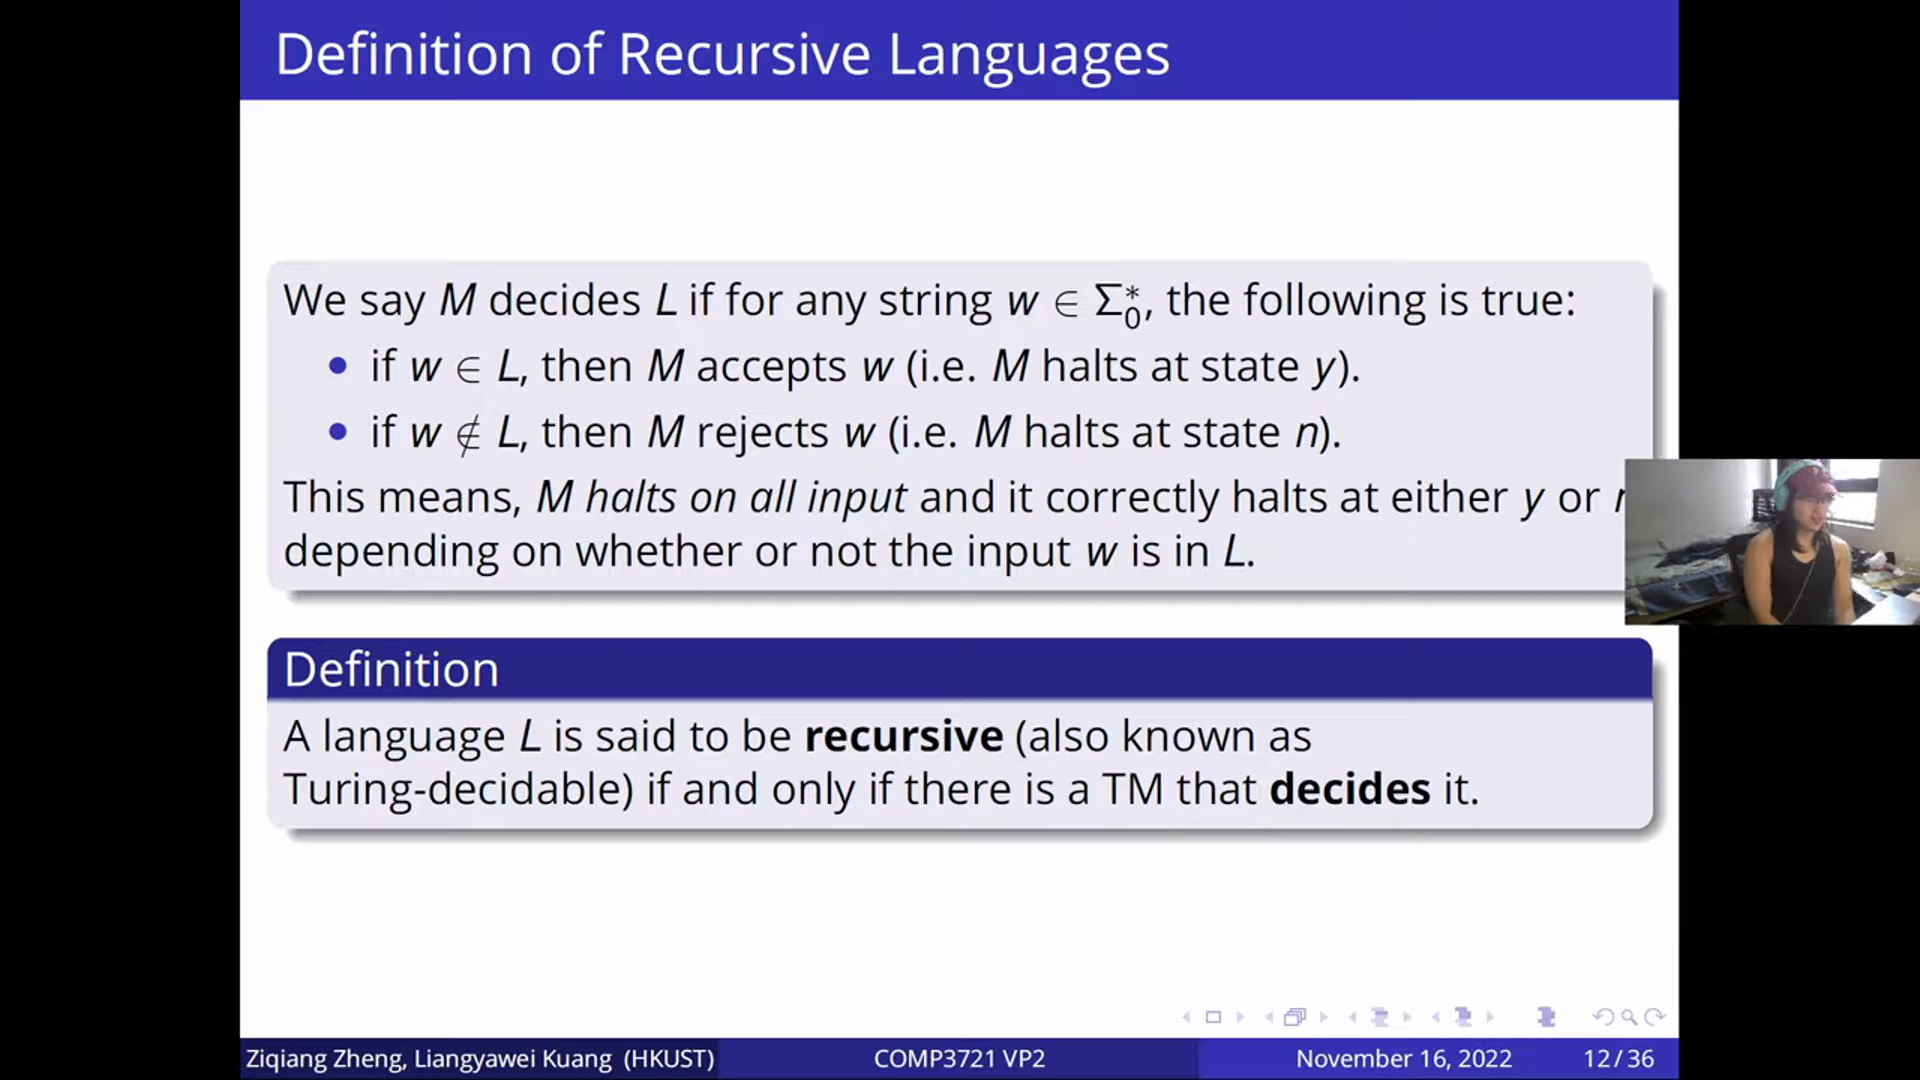 Definition of Recursive Languages
We say M decides L if for any string w ∈ Σ₀*, the following is true:
• if w ∈ L, then M accepts w (i.e. M halts at state y).
• if w ∉ L, then M rejects w (i.e. M halts at state n).
This means, M halts on all input and it correctly halts at either y or
depending on whether or not the input w is in L.
Definition
A language L is said to be recursive (also known as
Turing-decidable) if and only if there is a TM that decides it.
Ziqiang Zheng, Liangyawei Kuang (HKUST) COMP3721 VP2 November 16, 2022 12 / 36